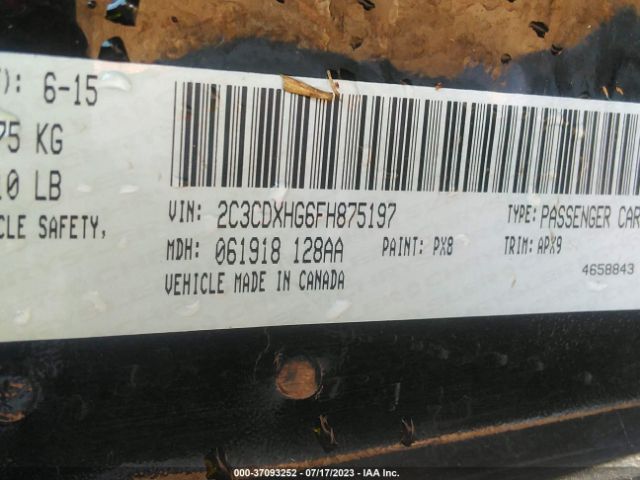 ): 6-15
75 KG
10 LB
CLE SAFETY,
VIN: 2C3CDXHG6FH875197
TYPE: PASSENGER CAR
MDH: 061918 128AA
PAINT: PX8
TRIM: APX9
VEHICLE MADE IN CANADA
4658843
000-37093252 | 07/17/2023 - IAA Inc.